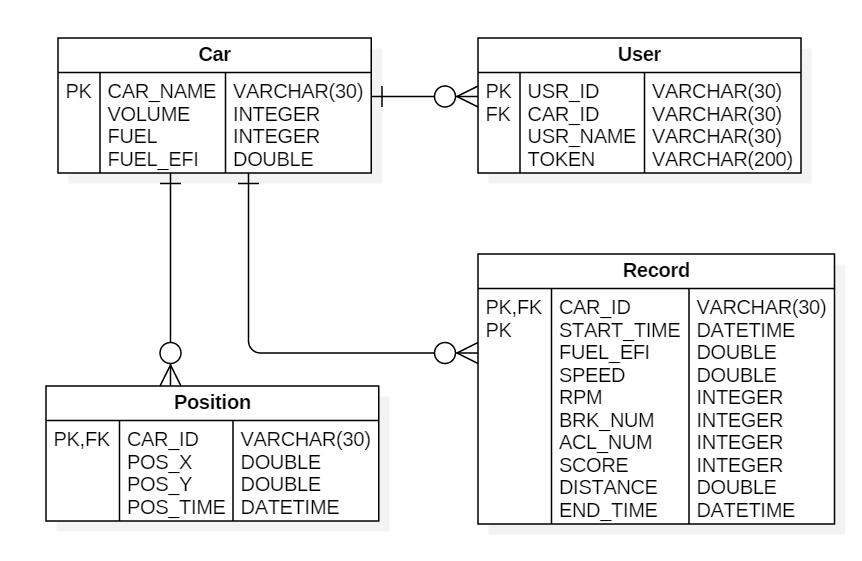 Car
PK CAR_NAME VARCHAR(30)
VOLUME INTEGER
FUEL INTEGER
FUEL_EFI DOUBLE
User
PK USR_ID VARCHAR(30)
FK CAR_ID VARCHAR(30)
USR_NAME VARCHAR(30)
TOKEN VARCHAR(200)
Record
PK,FK CAR_ID VARCHAR(30)
PK START_TIME DATETIME
FUEL_EFI DOUBLE
SPEED DOUBLE
RPM INTEGER
BRK_NUM INTEGER
ACL_NUM INTEGER
SCORE INTEGER
DISTANCE DOUBLE
END_TIME DATETIME
Position
PK,FK CAR_ID VARCHAR(30)
POS_X DOUBLE
POS_Y DOUBLE
POS_TIME DATETIME